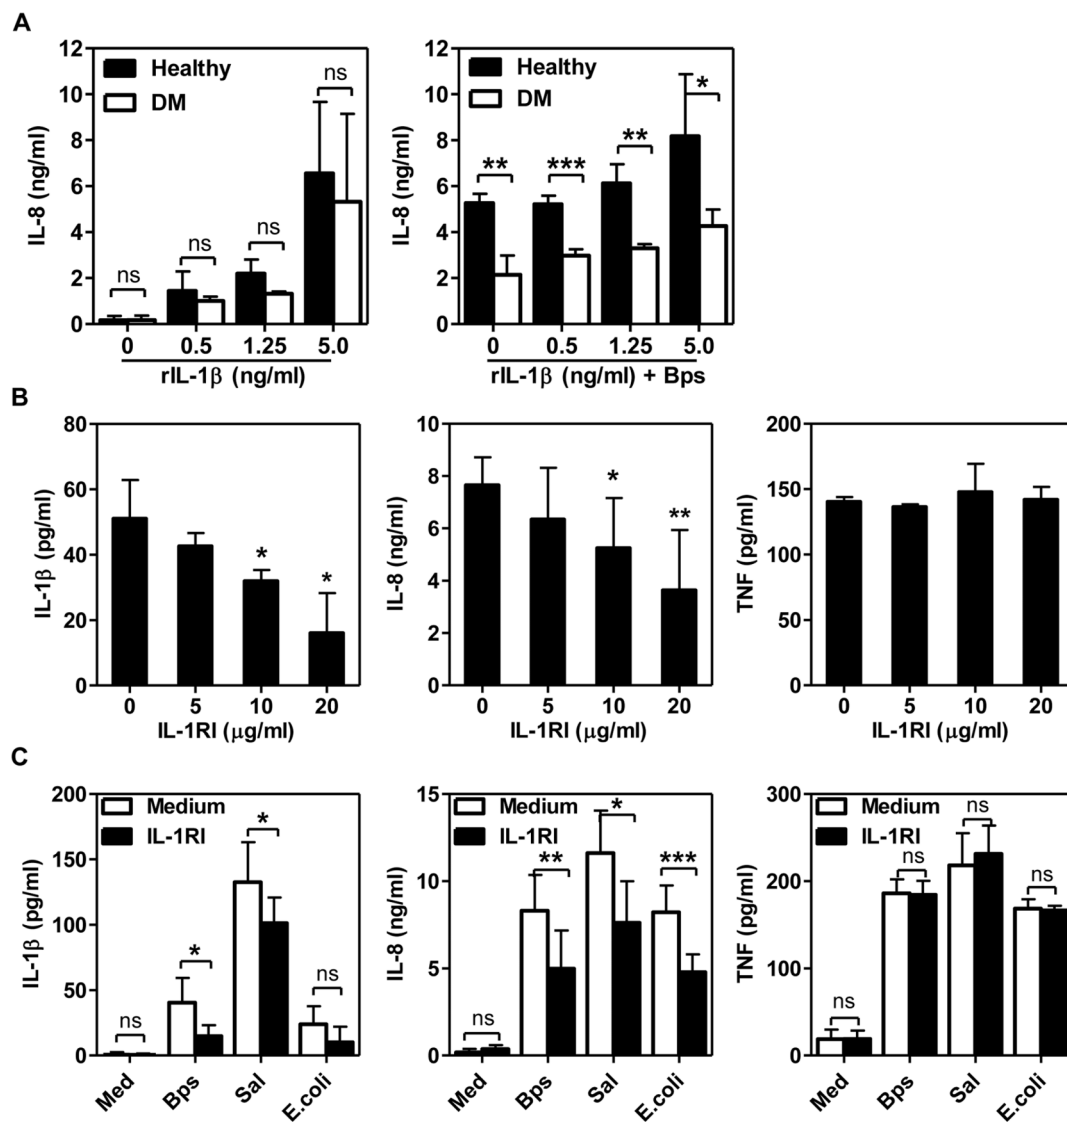 A
12
10
8
6
4
2
0
IL-8 (ng/ml)
Healthy
DM
ns
ns
ns
ns
0 0.5 1.25 5.0
rIL-1β (ng/ml)
12
10
8
6
4
2
0
IL-8 (ng/ml)
Healthy
DM
**
***
**
*
0 0.5 1.25 5.0
rIL-1β (ng/ml) + Bps
B
80
60
40
20
0
IL-1β (pg/ml)
*
*
0 5 10 20
IL-1RI (μg/ml)
10
8
6
4
2
0
IL-8 (ng/ml)
*
**
0 5 10 20
IL-1RI (μg/ml)
200
150
100
50
0
TNF (pg/ml)
0 5 10 20
IL-1RI (μg/ml)
C
200
150
100
50
0
IL-1β (pg/ml)
Medium
IL-1RI
ns
*
*
ns
Med Bps Sal E.coli
15
10
5
0
IL-8 (ng/ml)
Medium
IL-1RI
ns
**
*
***
Med Bps Sal E.coli
300
200
100
0
TNF (pg/ml)
Medium
IL-1RI
ns
ns
ns
ns
Med Bps Sal E.coli